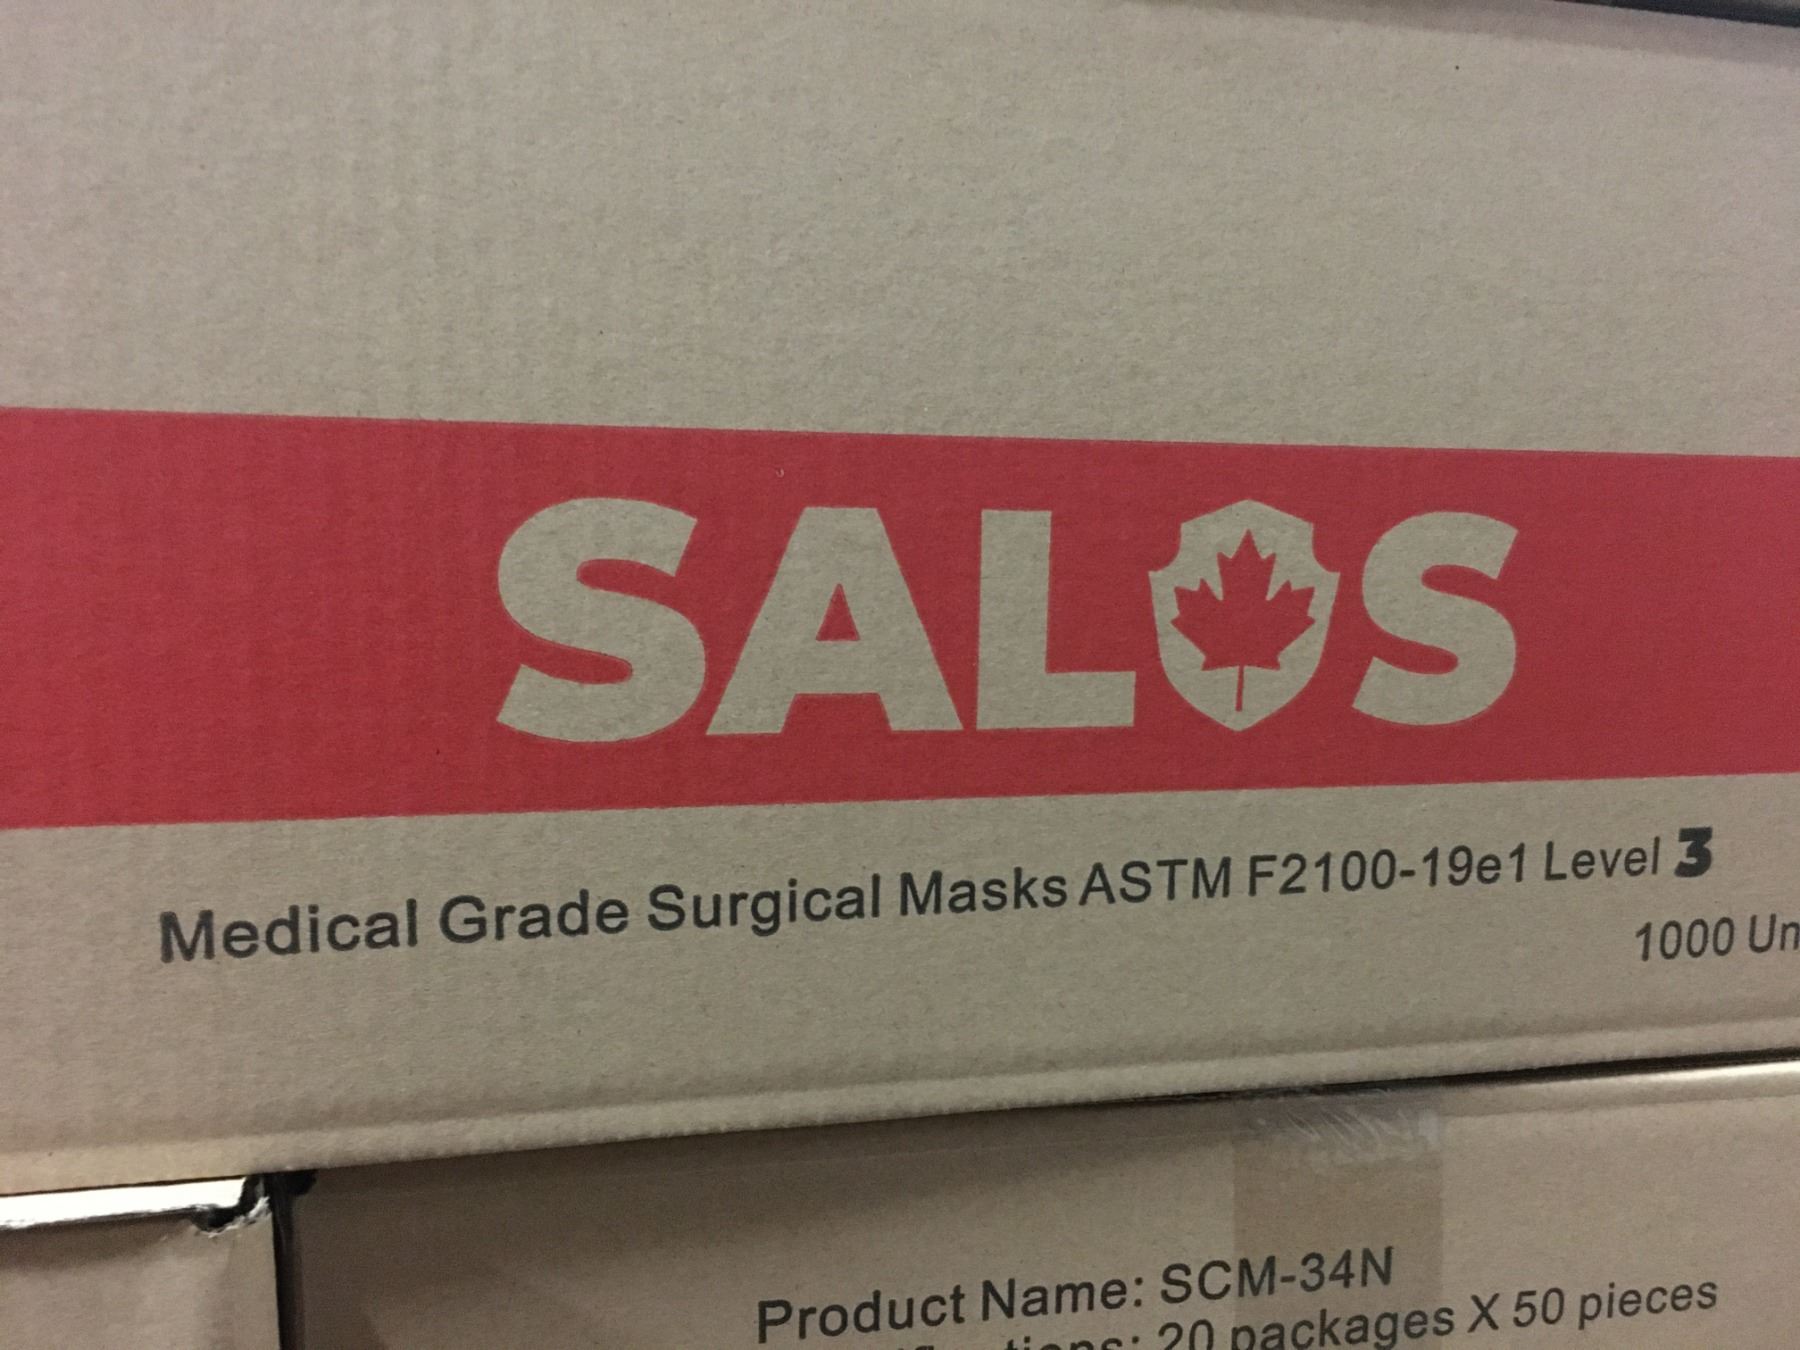 SALOS
Medical Grade Surgical Masks ASTM F2100-19e1 Level 3
1000
Product Name: SCM-34N
20 packages X 50 pieces